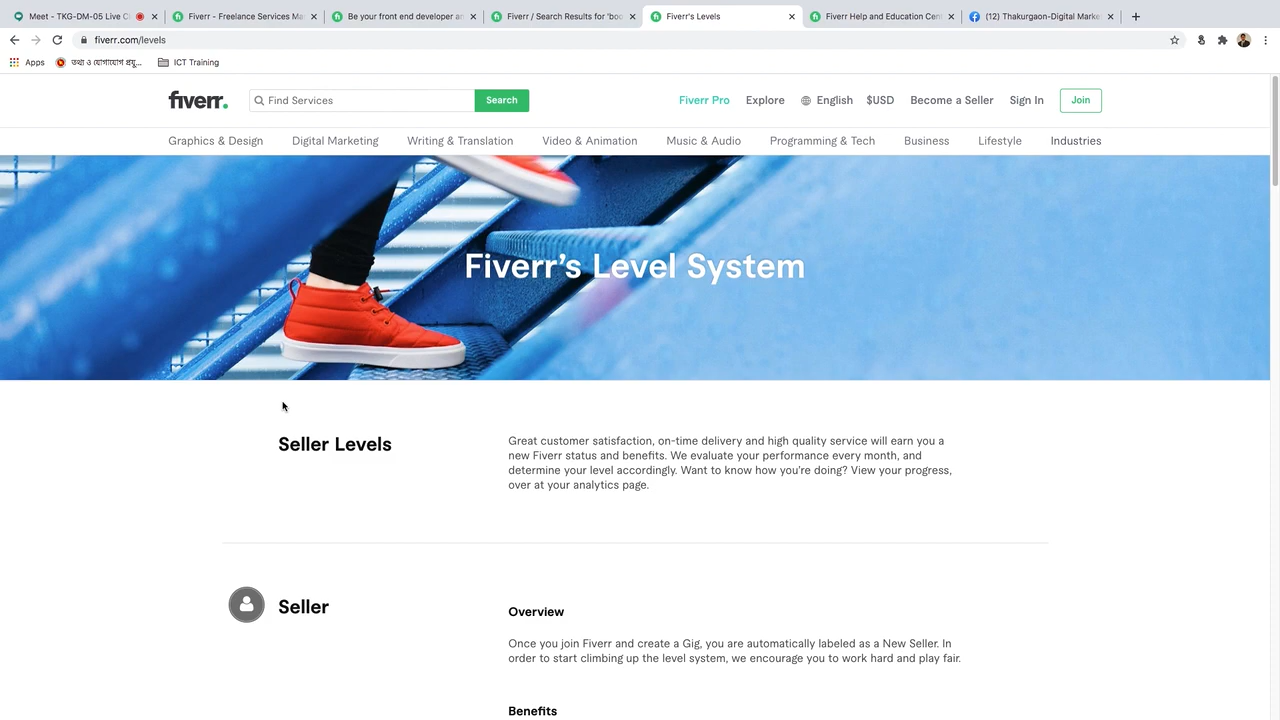 Meet - TKG-DM-05 Live C
Fiverr - Freelance Services Ma
Be your front end developer an
Fiverr / Search Results for 'boo
Fiverr's Levels
Fiverr Help and Education Cen
(12) Thakurgaon-Digital Marke
fiverr.com/levels
Apps
তথ্য ও যোগাযোগ প্রযু...
ICT Training
fiverr.
Find Services
Search
Fiverr Pro
Explore
English
$USD
Become a Seller
Sign In
Join
Graphics & Design
Digital Marketing
Writing & Translation
Video & Animation
Music & Audio
Programming & Tech
Business
Lifestyle
Industries
Fiverr's Level System
Seller Levels
Great customer satisfaction, on-time delivery and high quality service will earn you a
new Fiverr status and benefits. We evaluate your performance every month, and
determine your level accordingly. Want to know how you're doing? View your progress,
over at your analytics page.
Seller
Overview
Once you join Fiverr and create a Gig, you are automatically labeled as a New Seller. In
order to start climbing up the level system, we encourage you to work hard and play fair.
Benefits